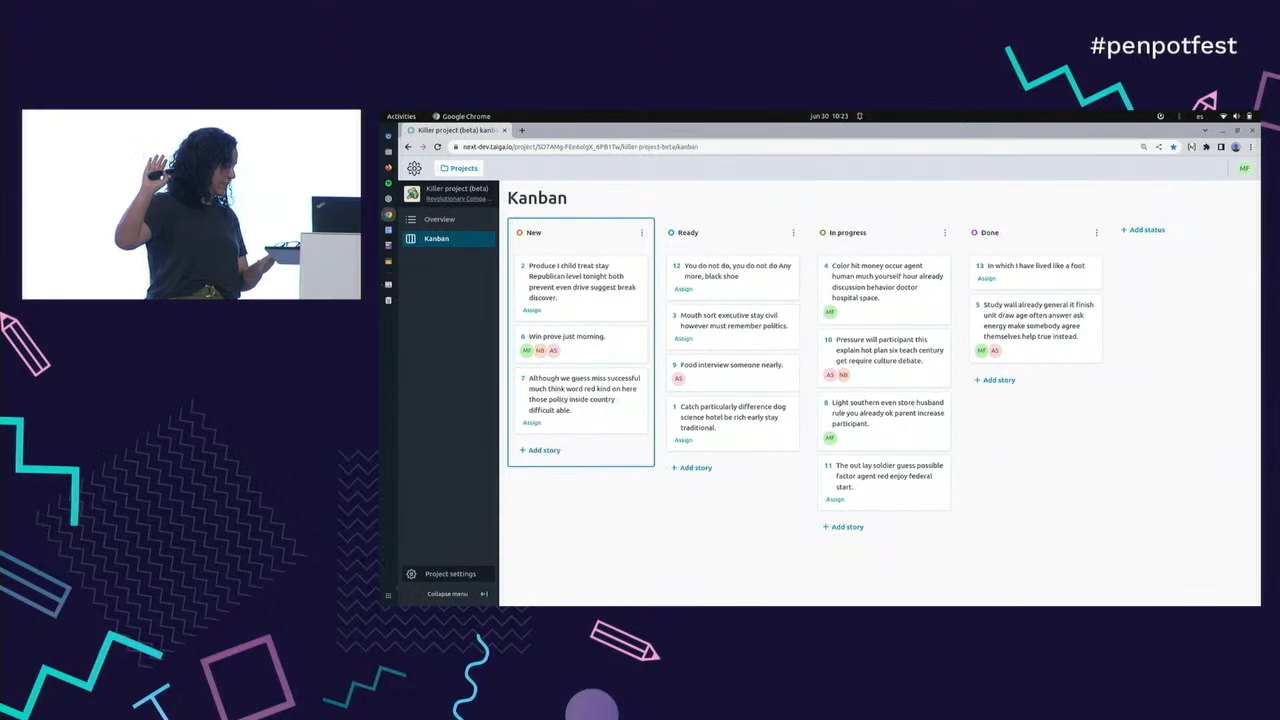 #penpotfest
Activities
Google Chrome
jun 30 10:23
es
Killer project (beta) kanb
next-dev.taiga.io/project/SO7AMg-FEe6olgX_6PB1Tw/killer-project-beta/kanban
Projects
MF
Killer project (beta)
Revolutionary Compa...
Overview
Kanban
Project settings
Collapse menu
Kanban
New
2 Produce I child treat stay
Republican level tonight both
prevent even drive suggest break
discover.
Assign
6 Win prove just morning.
MF NB AS
7 Although we guess miss successful
much think word red kind on here
those policy inside country
difficult able.
Assign
+ Add story
Ready
12 You do not do, you do not do Any
more, black shoe
Assign
3 Mouth sort executive stay civil
however must remember politics.
Assign
9 Food interview someone nearly.
AS
1 Catch particularly difference dog
science hotel be rich early stay
traditional.
Assign
+ Add story
In progress
4 Color hit money occur agent
human much yourself hour already
discussion behavior doctor
hospital space.
MF
10 Pressure will participant this
explain hot plan six teach century
get require culture debate.
AS NB
8 Light southern even store husband
rule you already ok parent increase
participant.
MF
11 The out lay soldier guess possible
factor agent red enjoy federal
start.
Assign
+ Add story
Done
13 In which I have lived like a foot
Assign
5 Study wall already general it finish
unit draw age often answer ask
energy make somebody agree
themselves help true instead.
MF AS
+ Add story
+ Add status